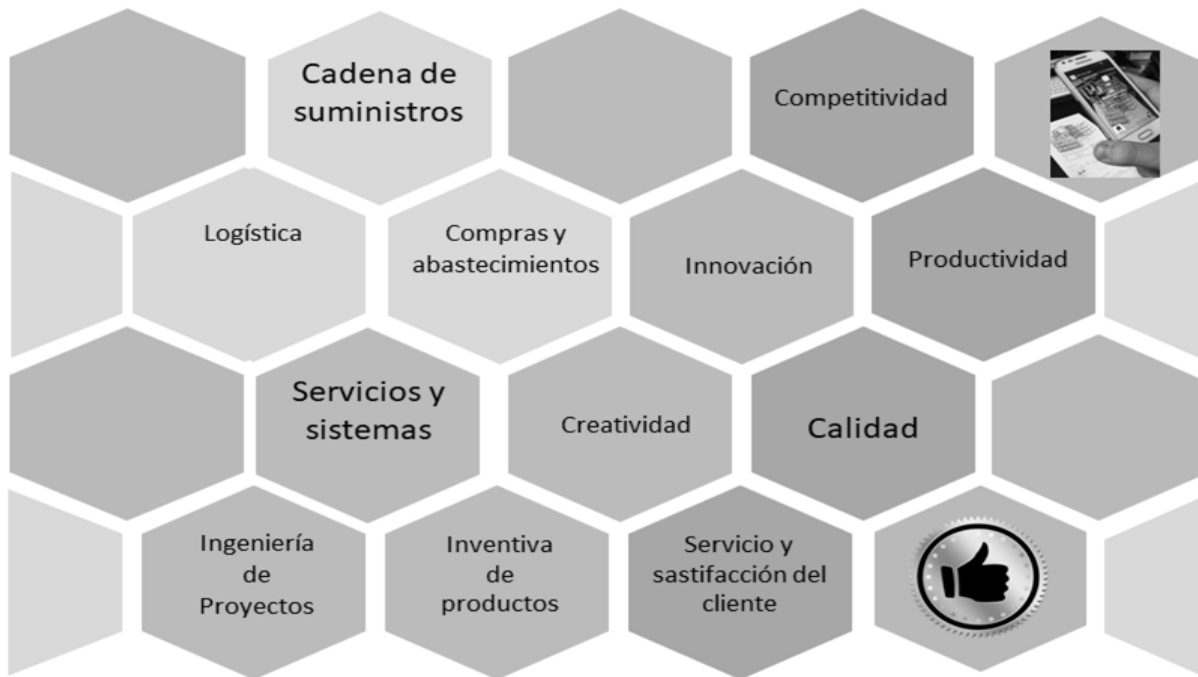 Cadena de
suministros
Competitividad
Logística
Compras y
abastecimientos
Innovación
Productividad
Servicios y
sistemas
Creatividad
Calidad
Ingeniería
de
Proyectos
Inventiva
de
productos
Servicio y
sastifacción del
cliente